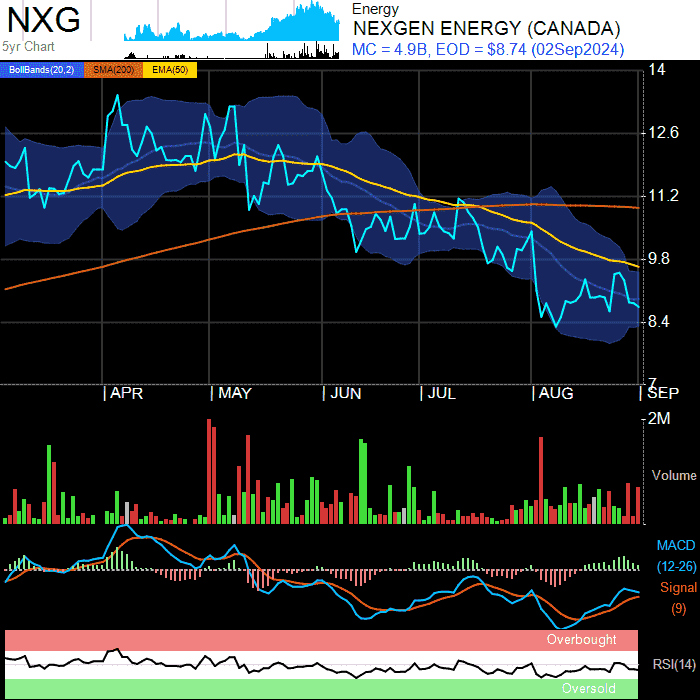 NXG
5yr Chart
Energy
NEXGEN ENERGY (CANADA)
MC = 4.9B, EOD = $8.74 (02Sep2024)
BollBands(20,2) SMA(200) EMA(50)
14
12.6
11.2
9.8
8.4
7
APR MAY JUN JUL AUG SEP
2M
Volume
MACD
(12-26)
Signal
(9)
Overbought
RSI(14)
Oversold